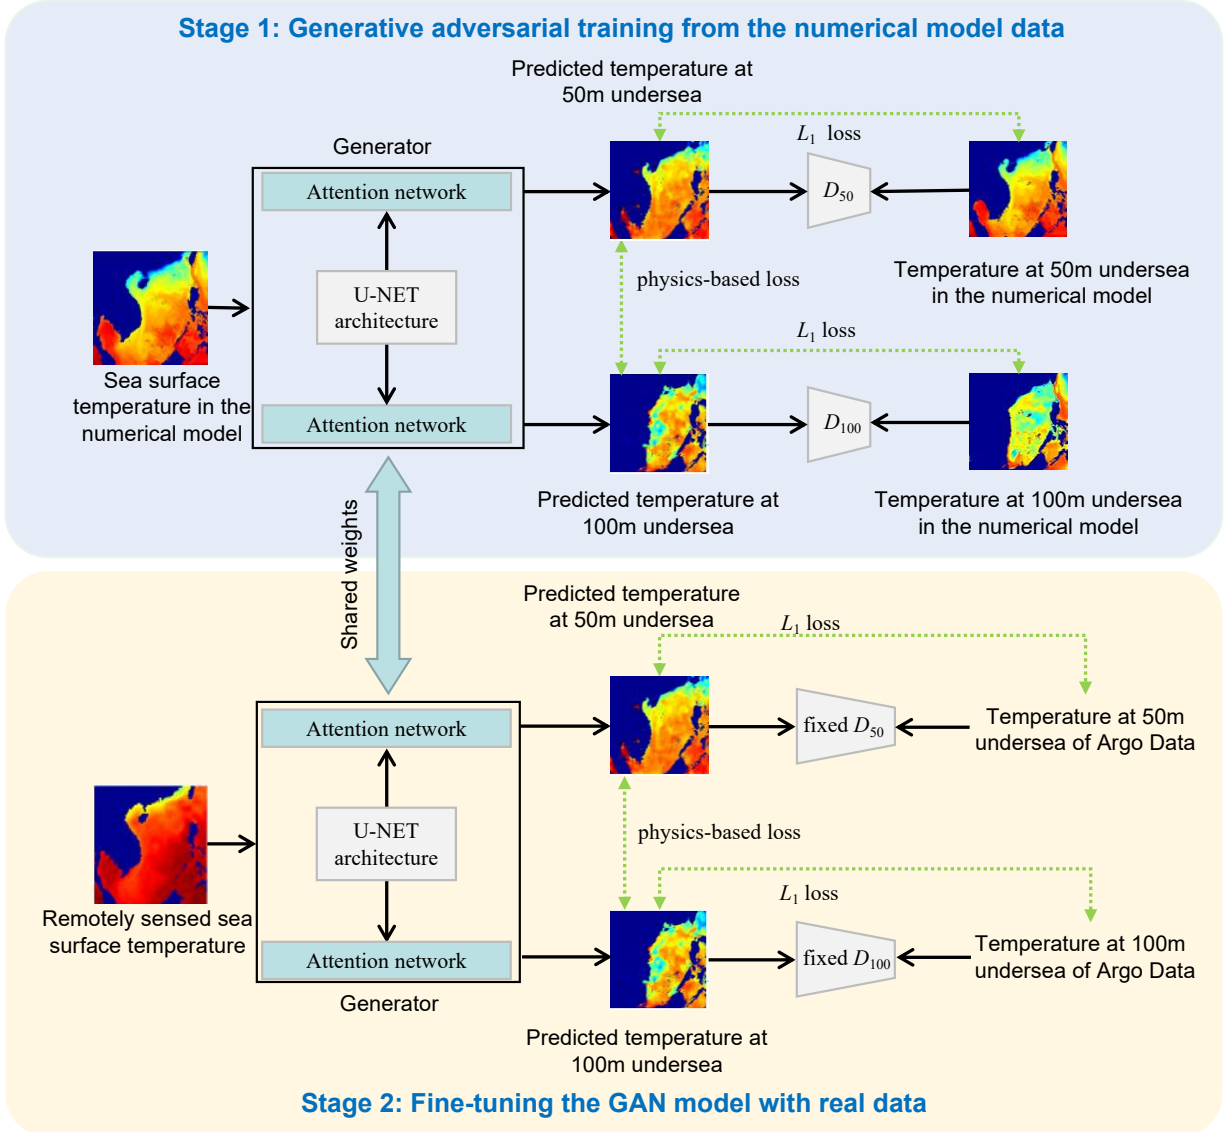 Stage 1: Generative adversarial training from the numerical model data
Predicted temperature at
50m undersea
L1 loss
Generator
Attention network
D50
U-NET
architecture
physics-based loss
Temperature at 50m undersea
in the numerical model
L1 loss
Sea surface
temperature in the
numerical model
Attention network
D100
Predicted temperature at
100m undersea
Temperature at 100m undersea
in the numerical model
Shared weights
Predicted temperature
at 50m undersea
L1 loss
Attention network
fixed D50
Temperature at 50m
undersea of Argo Data
U-NET
architecture
physics-based loss
L1 loss
Remotely sensed sea
surface temperature
Attention network
fixed D100
Temperature at 100m
undersea of Argo Data
Generator
Predicted temperature at
100m undersea
Stage 2: Fine-tuning the GAN model with real data